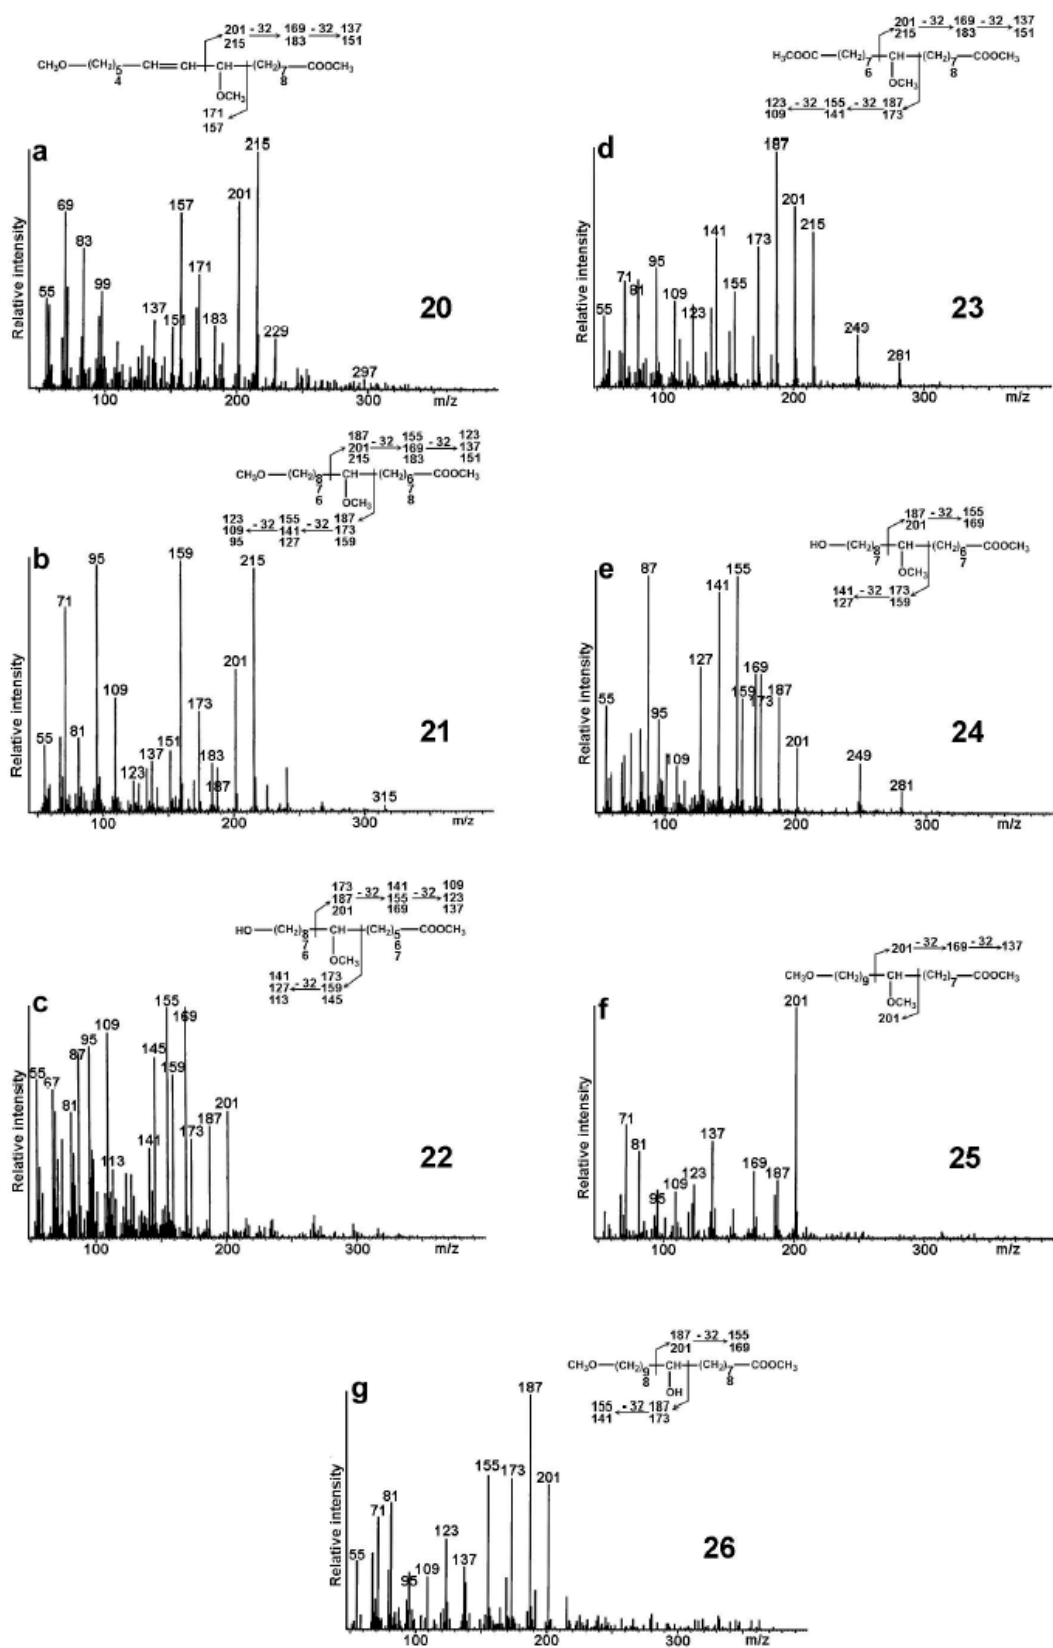 201 - 32 169 - 32 137
215 183 151
CH₃O—(CH₂)₅—CH=CH—CH—(CH₂)₇—COOCH₃
4 8
OCH₃
171
157
a
215
201
69
157
83
171
99
55
137
151
183
229
297
20
Relative intensity
100 200 300 m/z
201 - 32 169 - 32 137
215 183 151
H₃COOC—(CH₂)₇—CH—(CH₂)₇—COOCH₃
6 8
OCH₃
123 - 32 155 - 32 187
109 141 173
d
187
201
215
141
173
95
71
81
155
109
55
123
249
281
23
Relative intensity
100 200 300 m/z
187 155 123
201 - 32 169 - 32 137
215 183 151
CH₃O—(CH₂)₈—CH—(CH₂)₆—COOCH₃
7 7
6 8
OCH₃
123 155 187
109 - 32 141 - 32 173
95 127 159
b
159
95
215
71
201
109
173
55
81
137
151
123
183
187
315
21
Relative intensity
100 200 300 m/z
187 - 32 155
201 169
HO—(CH₂)₈—CH—(CH₂)₆—COOCH₃
7 7
OCH₃
141 - 32 173
127 159
e
87
155
141
127
169
159
173
187
55
95
201
109
249
281
24
Relative intensity
100 200 300 m/z
173 141 109
187 - 32 155 - 32 123
201 169 137
HO—(CH₂)₈—CH—(CH₂)₅—COOCH₃
7 6
6 7
OCH₃
141 173
127 - 32 159
113 145
c
155
169
109
95
87
145
159
55
67
81
201
187
173
141
113
22
Relative intensity
100 200 300 m/z
201 - 32 169 - 32 137
CH₃O—(CH₂)₉—CH—(CH₂)₇—COOCH₃
OCH₃
201
f
201
71
137
81
169
187
123
109
95
25
Relative intensity
100 200 300 m/z
187 - 32 155
201 169
CH₃O—(CH₂)₉—CH—(CH₂)₇—COOCH₃
8 8
OH
155 - 32 187
141 173
g
187
155
173
201
81
71
123
55
137
109
95
26
Relative intensity
100 200 300 m/z